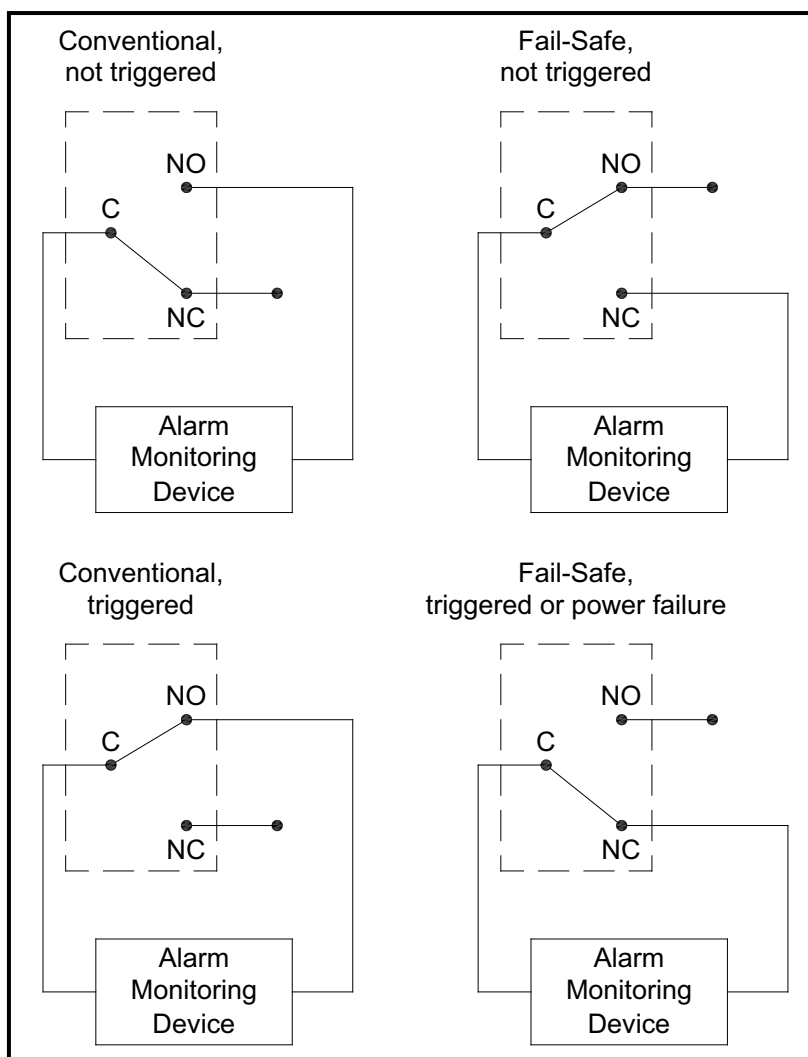 Conventional,
not triggered
NO
C
NC
Alarm
Monitoring
Device
Fail-Safe,
not triggered
NO
C
NC
Alarm
Monitoring
Device
Conventional,
triggered
NO
C
NC
Alarm
Monitoring
Device
Fail-Safe,
triggered or power failure
NO
C
NC
Alarm
Monitoring
Device